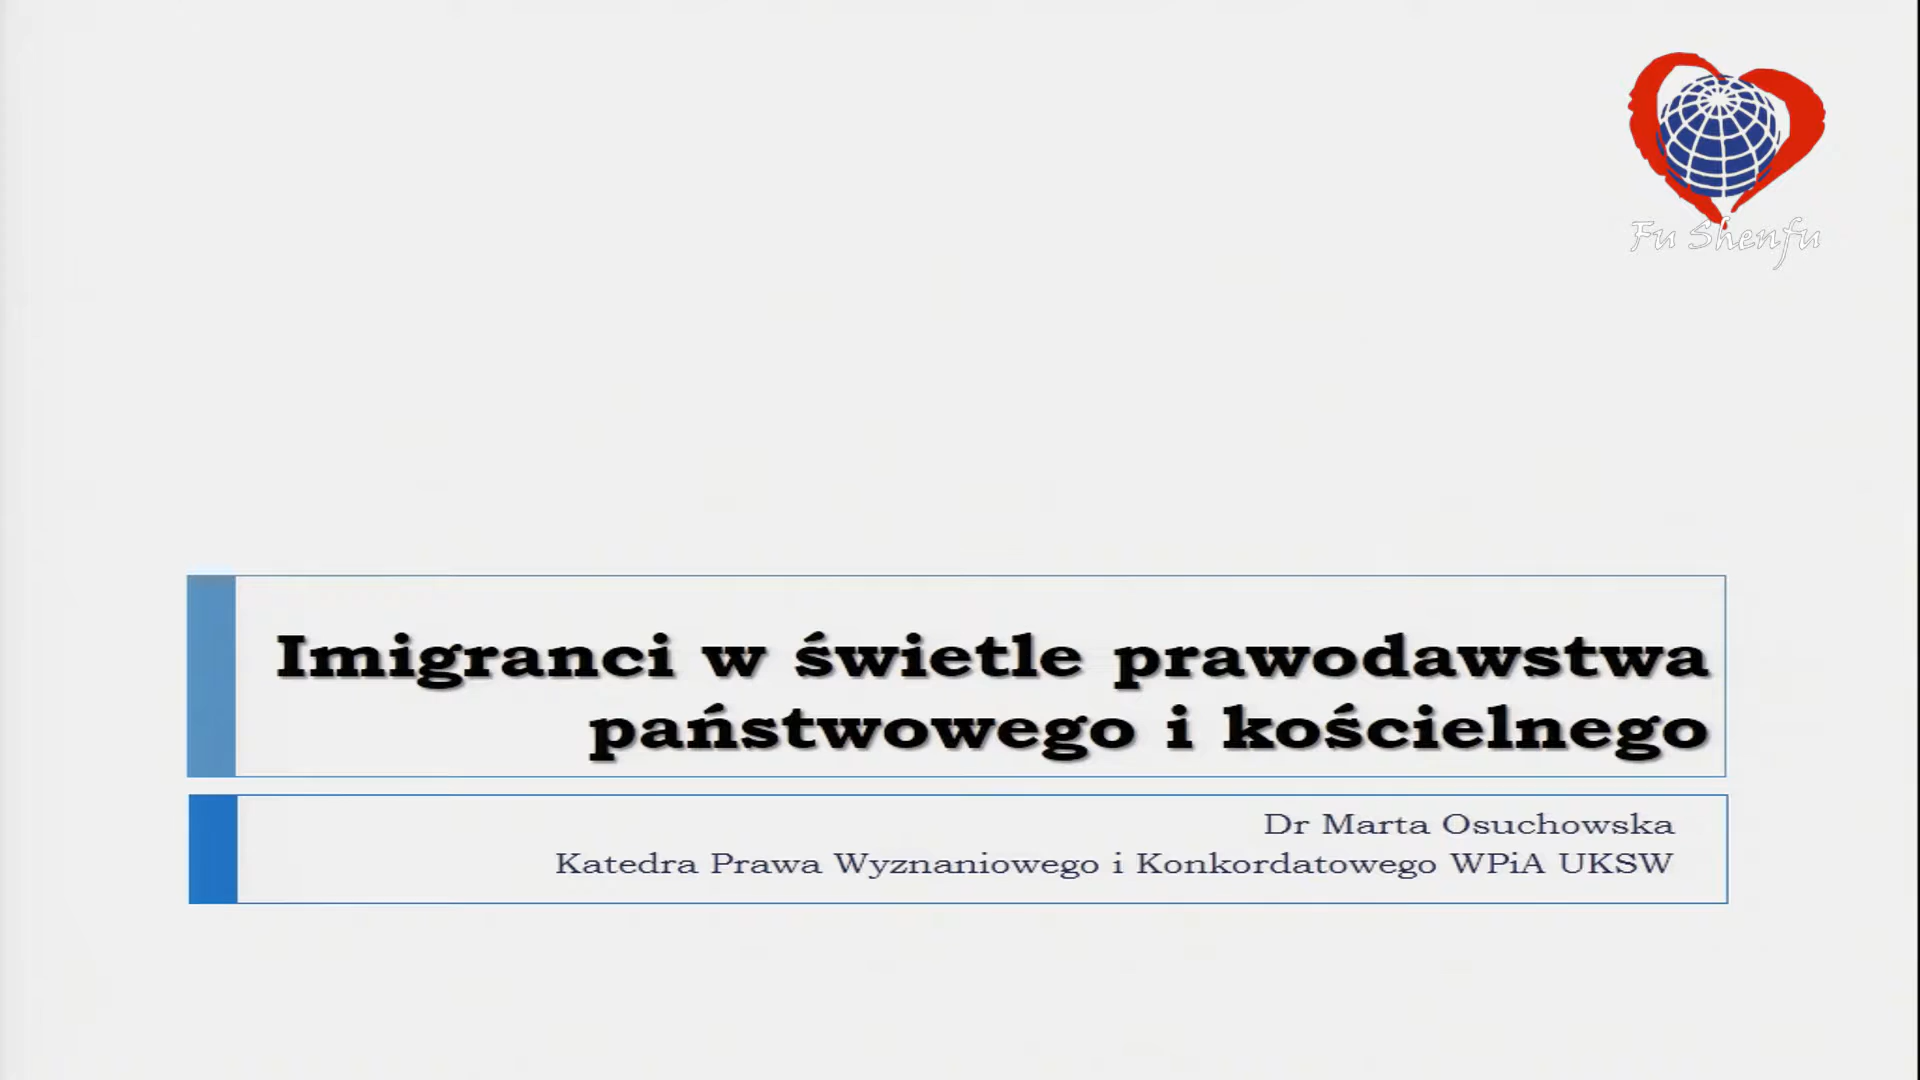 Fu Shenfu
Imigranci w świetle prawodawstwa
państwowego i kościelnego
Dr Marta Osuchowska
Katedra Prawa Wyznaniowego i Konkordatowego WPiA UKSW